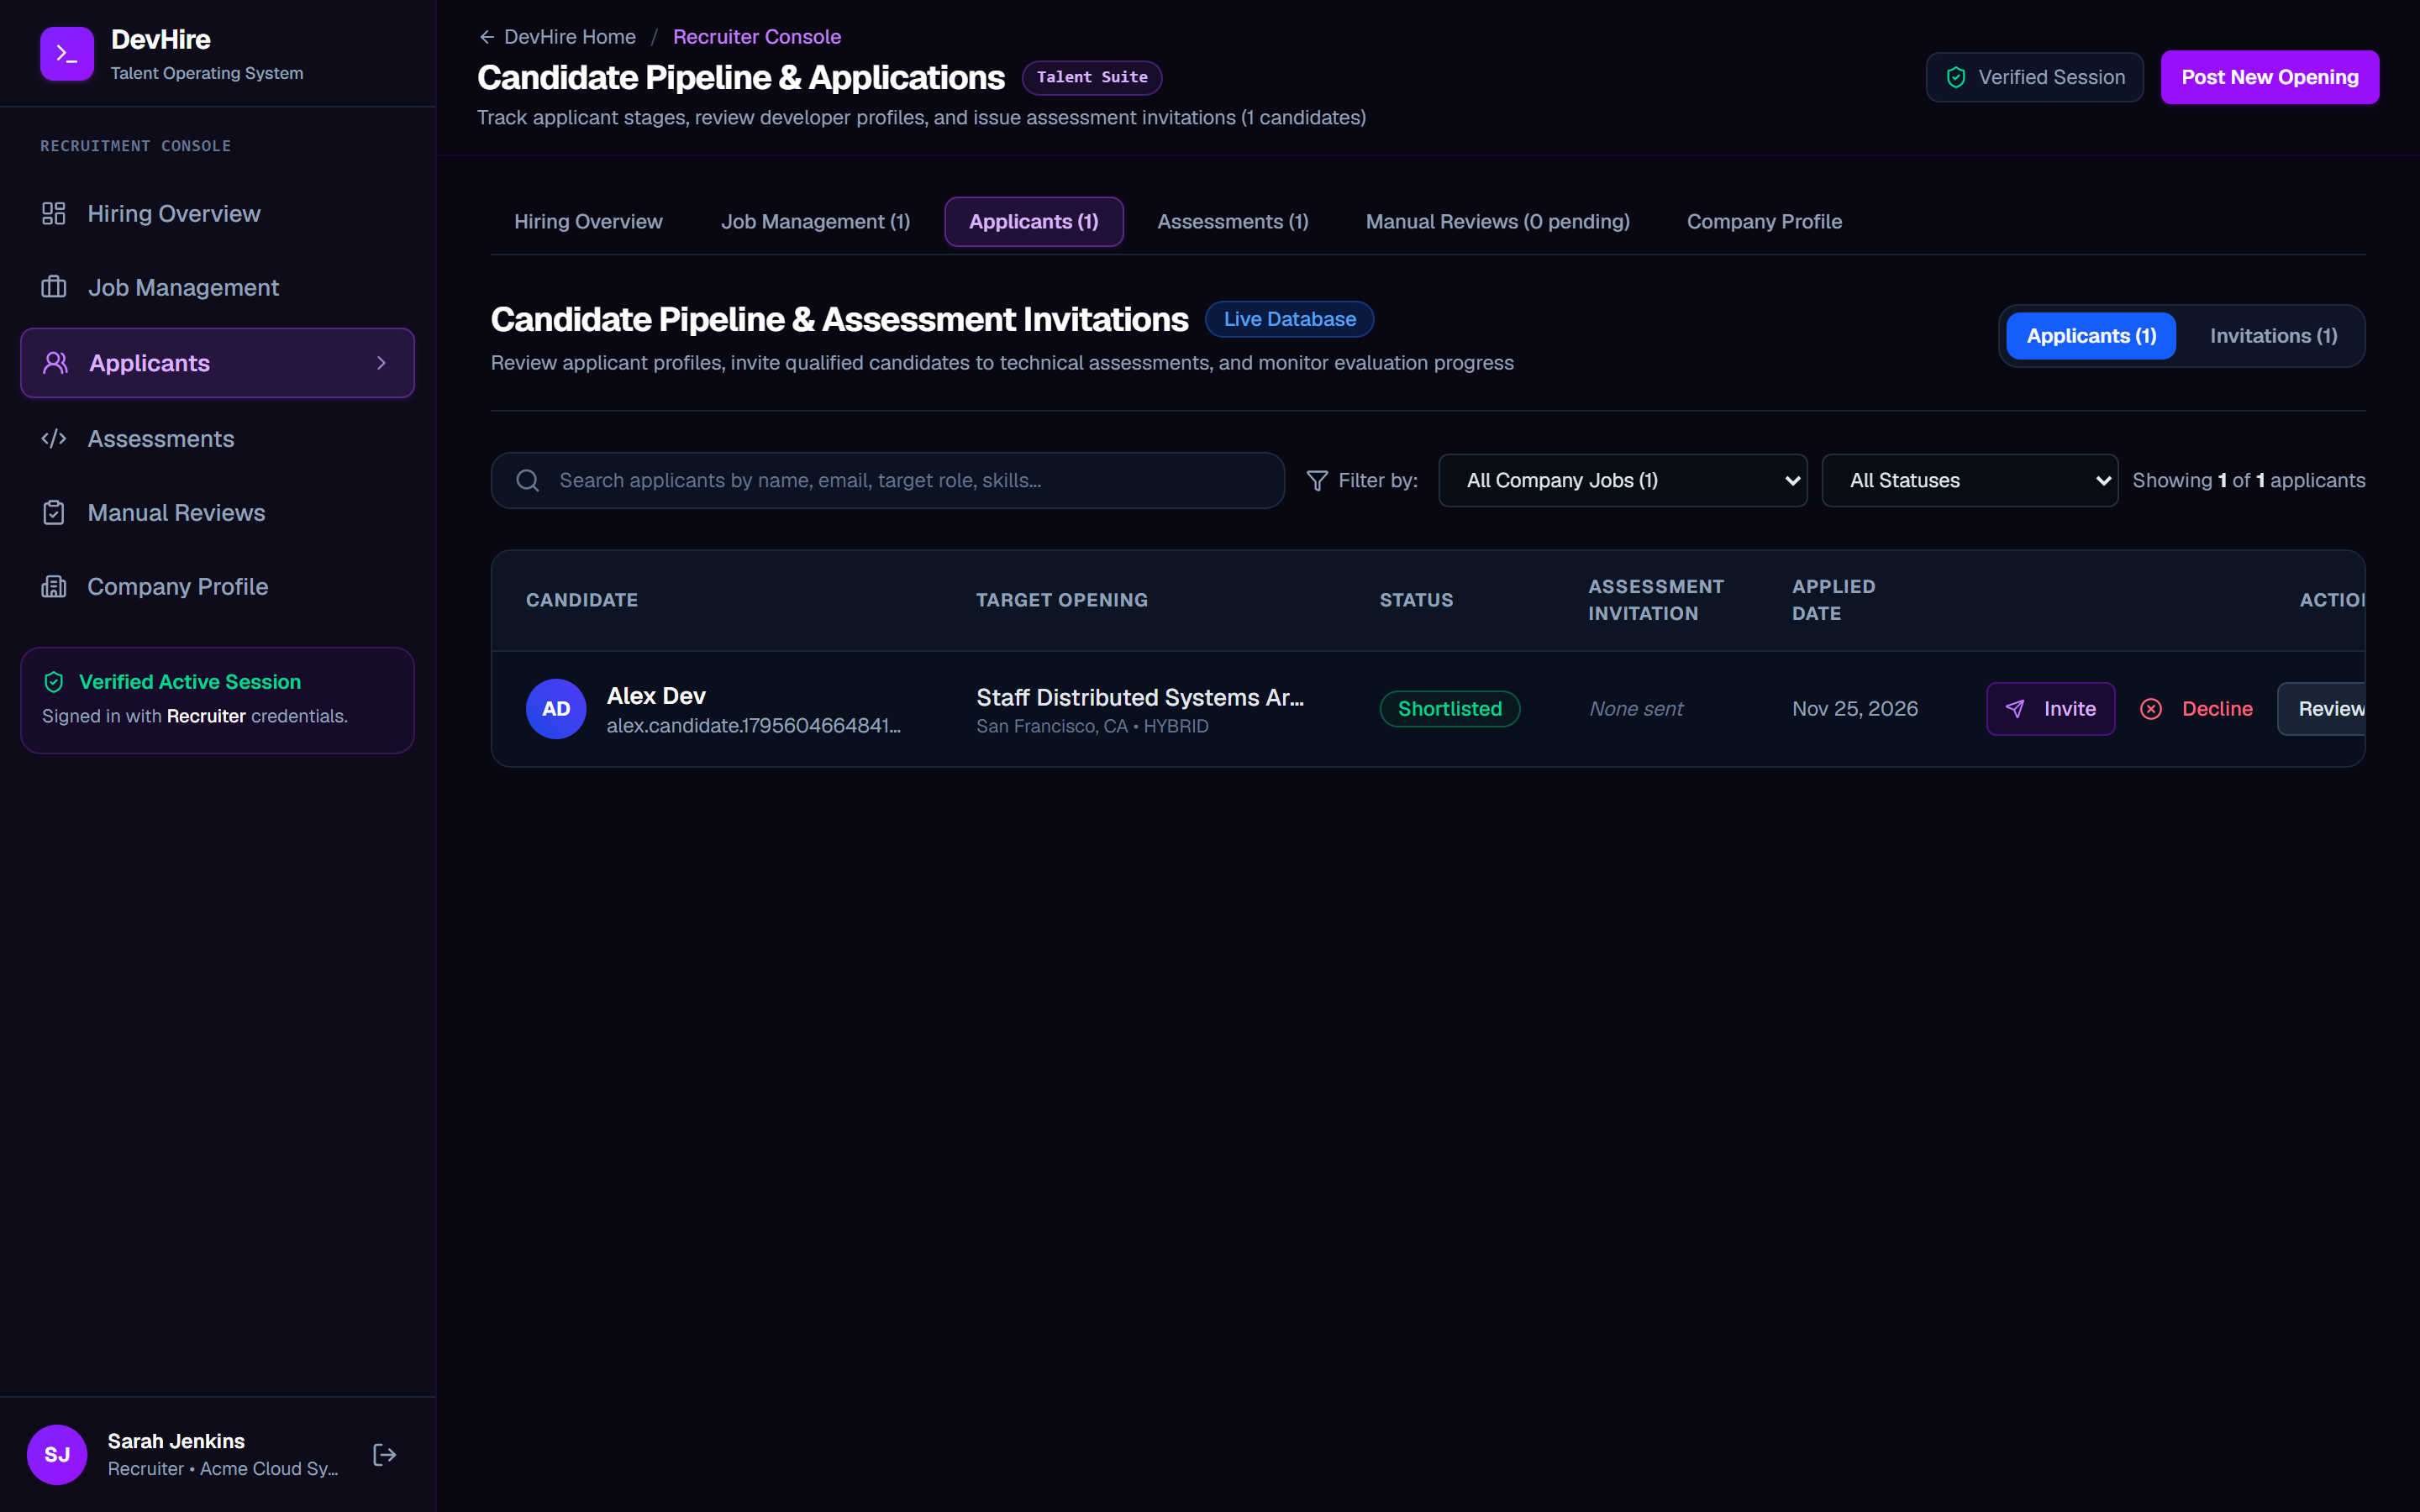 DevHire
Talent Operating System
RECRUITMENT CONSOLE
Hiring Overview
Job Management
Applicants
Assessments
Manual Reviews
Company Profile
Verified Active Session
Signed in with Recruiter credentials.
SJ
Sarah Jenkins
Recruiter • Acme Cloud Sy...
DevHire Home / Recruiter Console
Candidate Pipeline & Applications Talent Suite
Track applicant stages, review developer profiles, and issue assessment invitations (1 candidates)
Verified Session
Post New Opening
Hiring Overview Job Management (1) Applicants (1) Assessments (1) Manual Reviews (0 pending) Company Profile
Candidate Pipeline & Assessment Invitations Live Database
Review applicant profiles, invite qualified candidates to technical assessments, and monitor evaluation progress
Applicants (1) Invitations (1)
Search applicants by name, email, target role, skills...
Filter by: All Company Jobs (1) All Statuses Showing 1 of 1 applicants
CANDIDATE TARGET OPENING STATUS ASSESSMENT INVITATION APPLIED DATE ACTIO
AD
Alex Dev
alex.candidate.1795604664841...
Staff Distributed Systems Ar...
San Francisco, CA • HYBRID
Shortlisted
None sent
Nov 25, 2026
Invite
Decline
Review